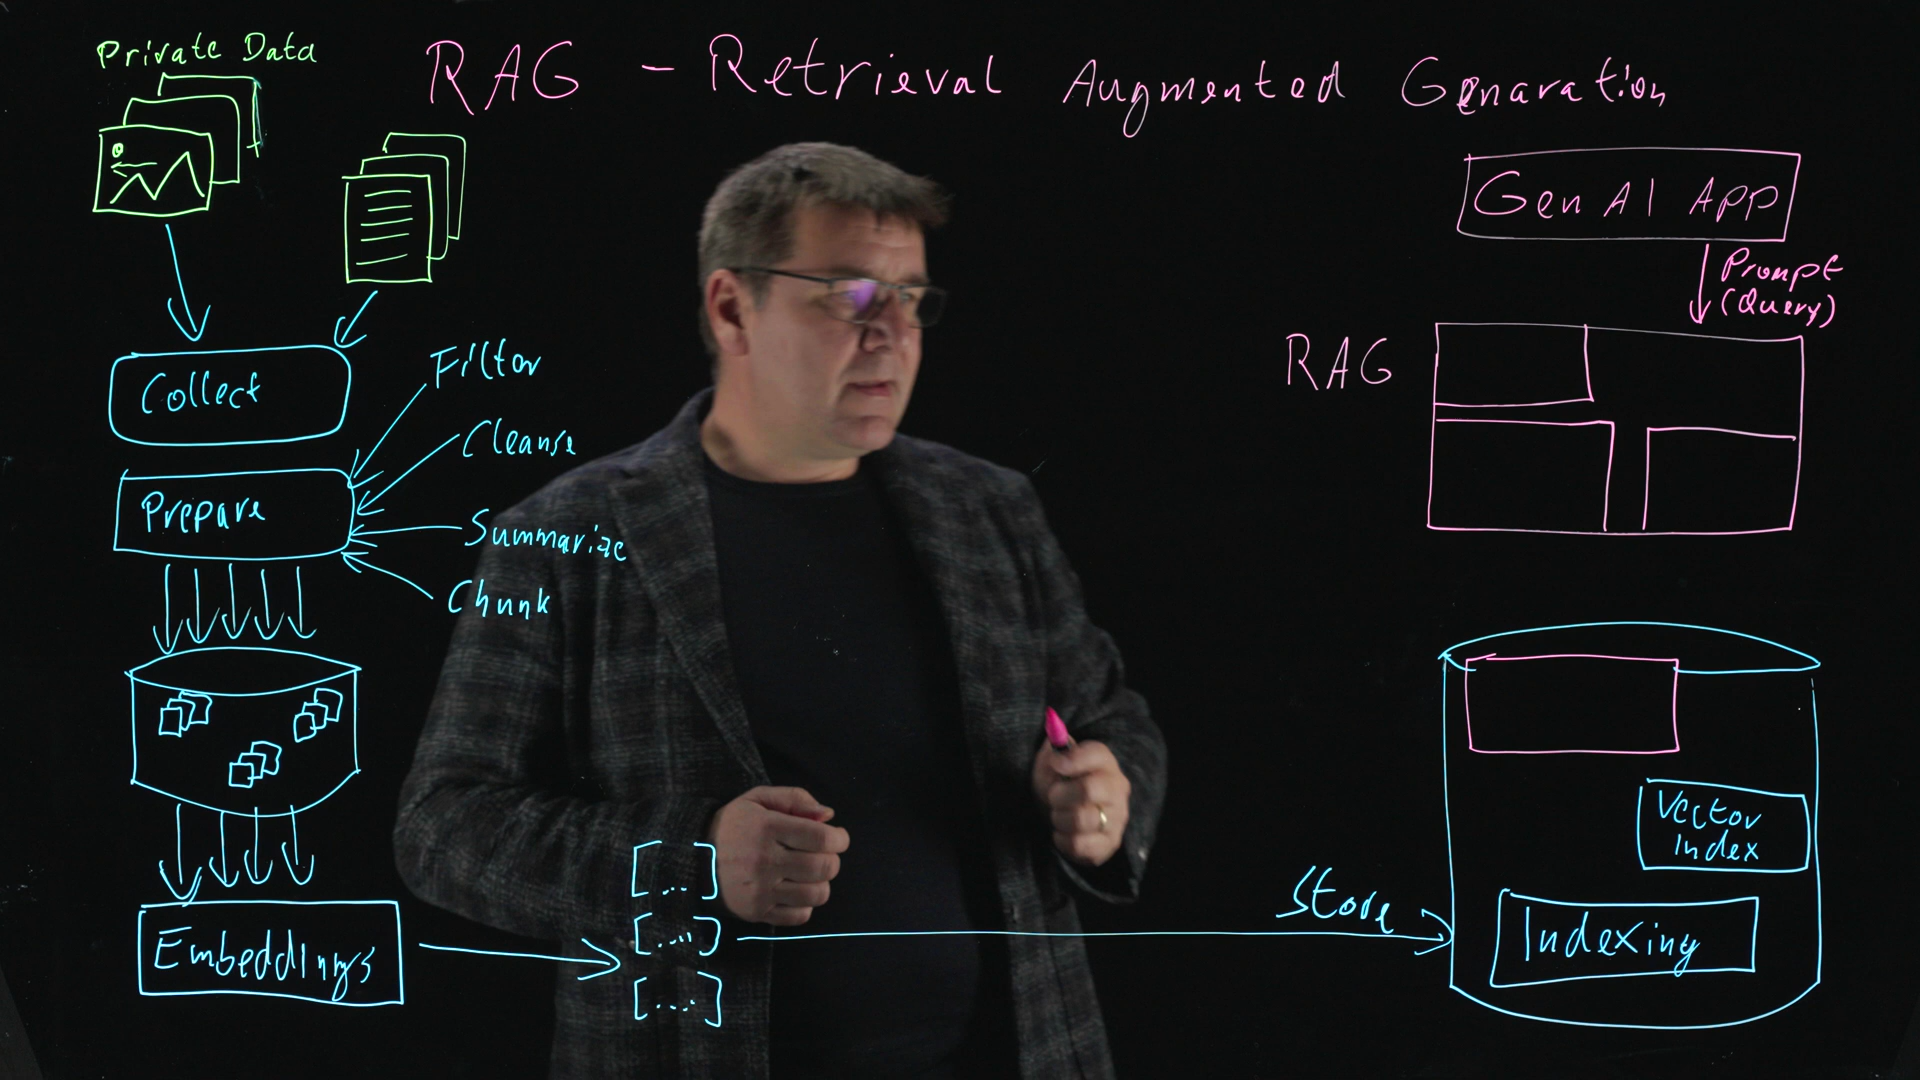 Private Data
RAG - Retrieval Augmented Genaration
Gen AI APP
Prompt
(Query)
RAG
Collect
Filter
Cleanse
Prepare
Summarize
Chunk
Embeddings
[...]
[....]
[....]
Store
Vector
Index
Indexing